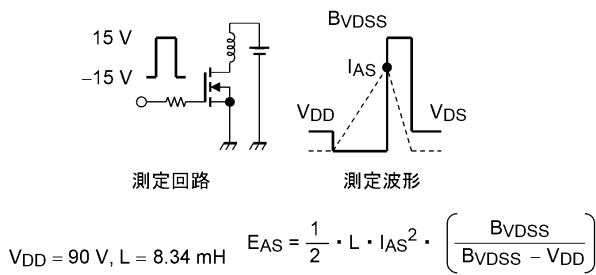 15 V
−15 V
測定回路
BVDSS
IAS
VDD
VDS
測定波形
VDD = 90 V, L = 8.34 mH
EAS = 1/2 · L · IAS² · (BVDSS / (BVDSS − VDD))